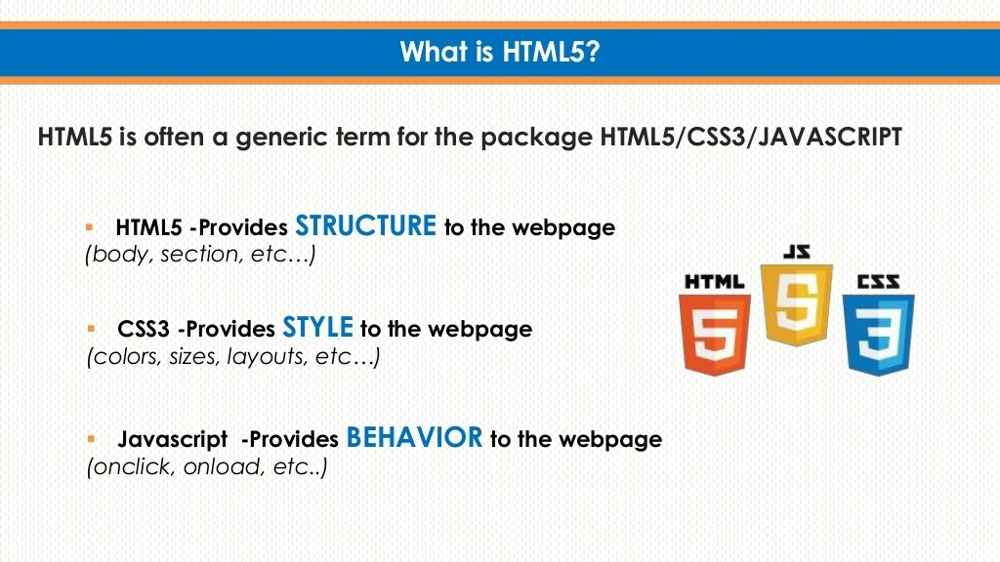 What is HTML5?
HTML5 is often a generic term for the package HTML5/CSS3/JAVASCRIPT
▪ HTML5 -Provides STRUCTURE to the webpage
(body, section, etc…)
▪ CSS3 -Provides STYLE to the webpage
(colors, sizes, layouts, etc…)
▪ Javascript -Provides BEHAVIOR to the webpage
(onclick, onload, etc..)
JS
HTML
CSS
5
5
3